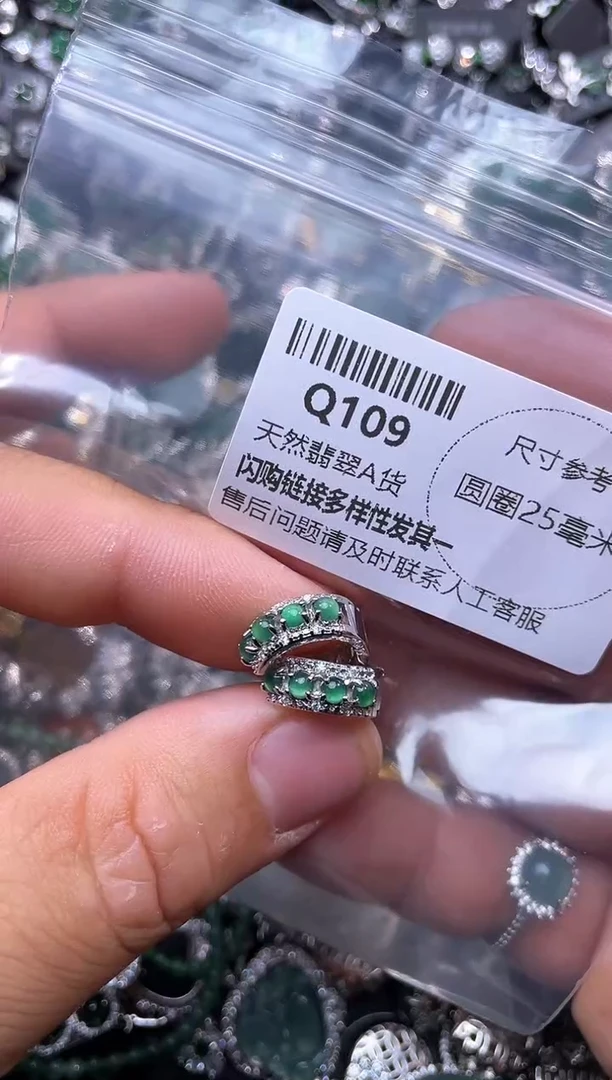 Q109
天然翡翠A货
闪购链接多样性发其一
售后问题请及时联系人工客服
尺寸参考
圆圈25毫米